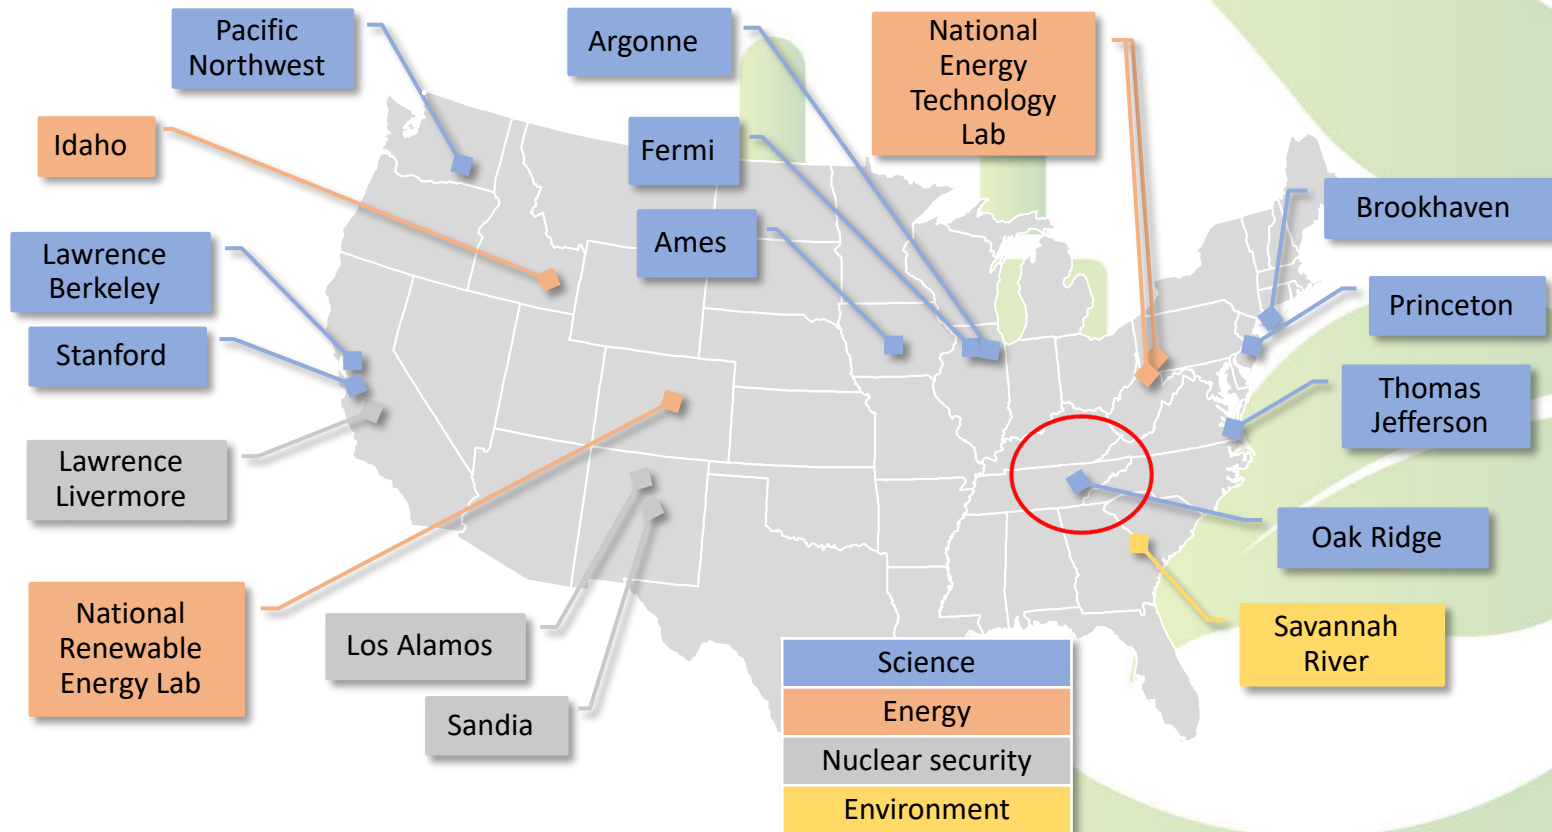 Pacific
Northwest
Argonne
National
Energy
Technology
Lab
Idaho
Fermi
Brookhaven
Ames
Lawrence
Berkeley
Princeton
Stanford
Thomas
Jefferson
Lawrence
Livermore
Oak Ridge
National
Renewable
Energy Lab
Los Alamos
Savannah
River
Sandia
Science
Energy
Nuclear security
Environment